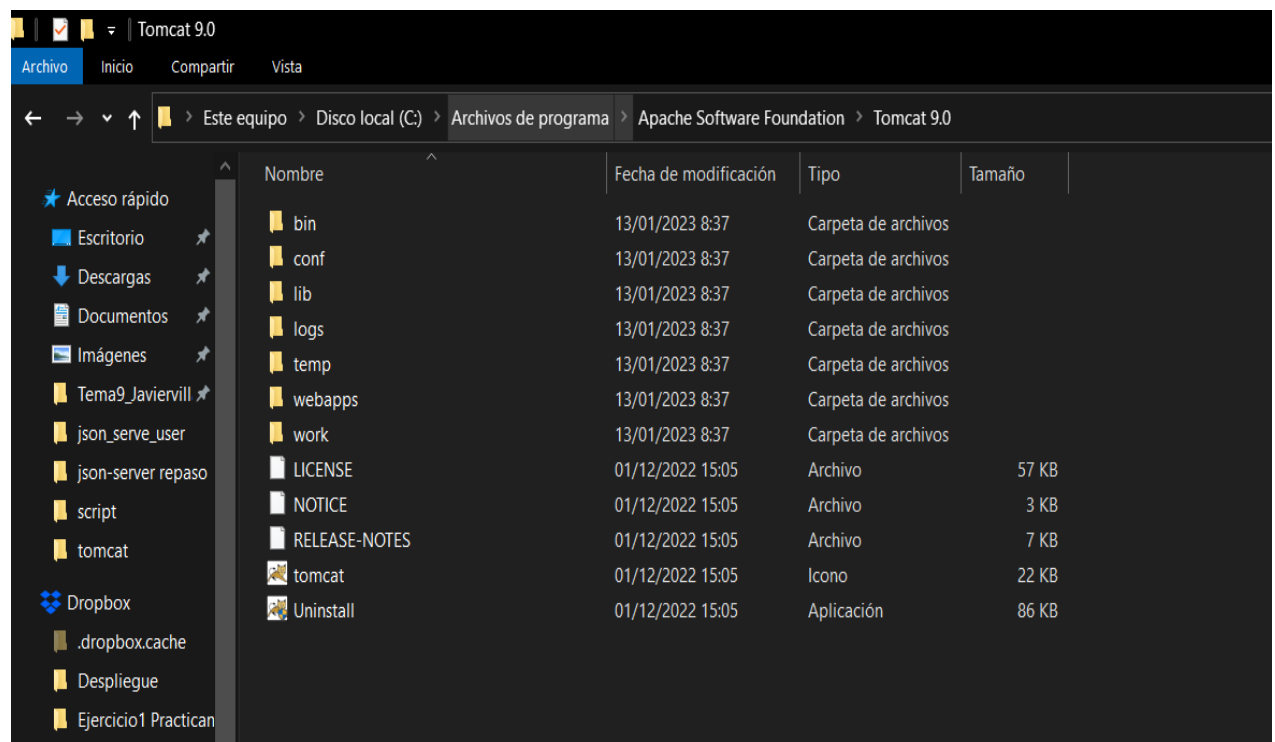 Tomcat 9.0
Archivo Inicio Compartir Vista
Este equipo > Disco local (C:) > Archivos de programa > Apache Software Foundation > Tomcat 9.0
Nombre Fecha de modificación Tipo Tamaño
Acceso rápido
Escritorio
Descargas
Documentos
Imágenes
Tema9_Javiervill
json_serve_user
json-server repaso
script
tomcat
Dropbox
.dropbox.cache
Despliegue
Ejercicio1 Practican
bin 13/01/2023 8:37 Carpeta de archivos
conf 13/01/2023 8:37 Carpeta de archivos
lib 13/01/2023 8:37 Carpeta de archivos
logs 13/01/2023 8:37 Carpeta de archivos
temp 13/01/2023 8:37 Carpeta de archivos
webapps 13/01/2023 8:37 Carpeta de archivos
work 13/01/2023 8:37 Carpeta de archivos
LICENSE 01/12/2022 15:05 Archivo 57 KB
NOTICE 01/12/2022 15:05 Archivo 3 KB
RELEASE-NOTES 01/12/2022 15:05 Archivo 7 KB
tomcat 01/12/2022 15:05 Icono 22 KB
Uninstall 01/12/2022 15:05 Aplicación 86 KB